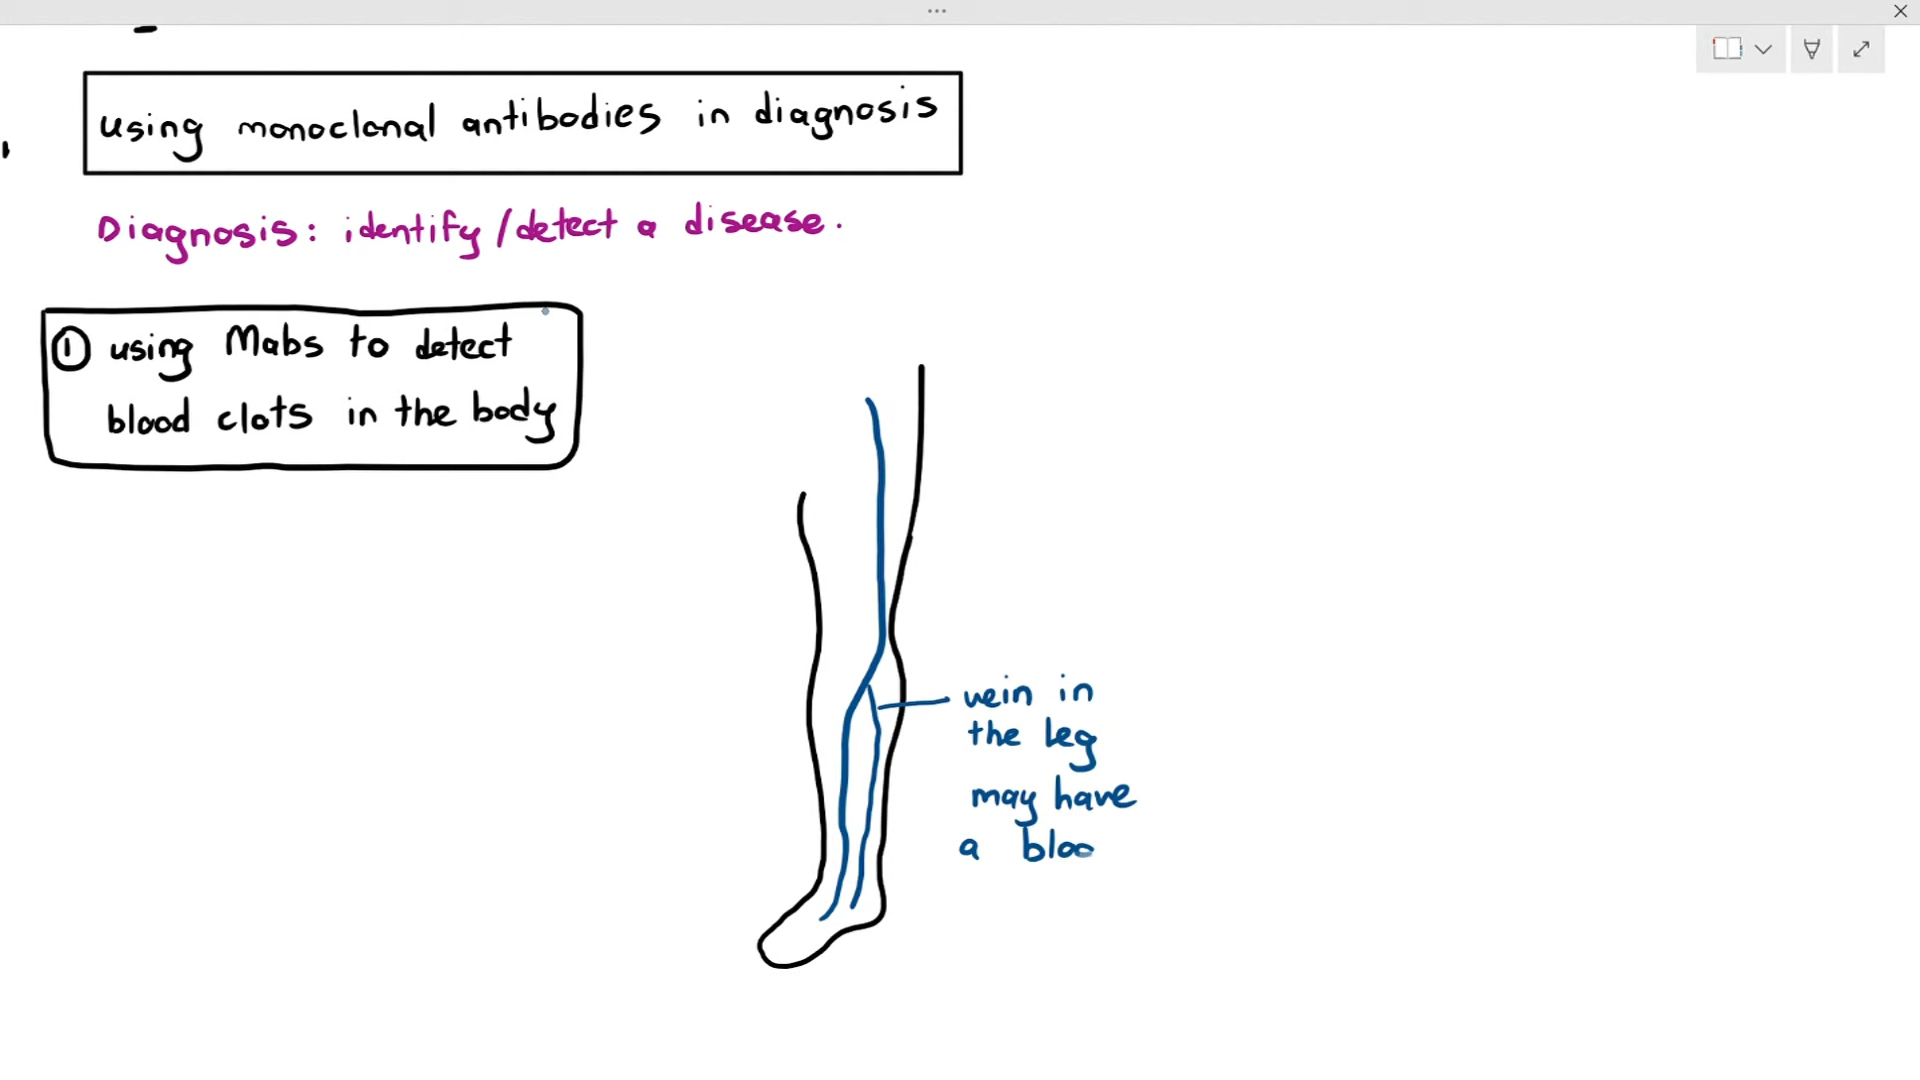 using monoclonal antibodies in diagnosis
Diagnosis: identify/detect a disease.
① using Mabs to detect
blood clots in the body
vein in
the leg
may have
a bloo